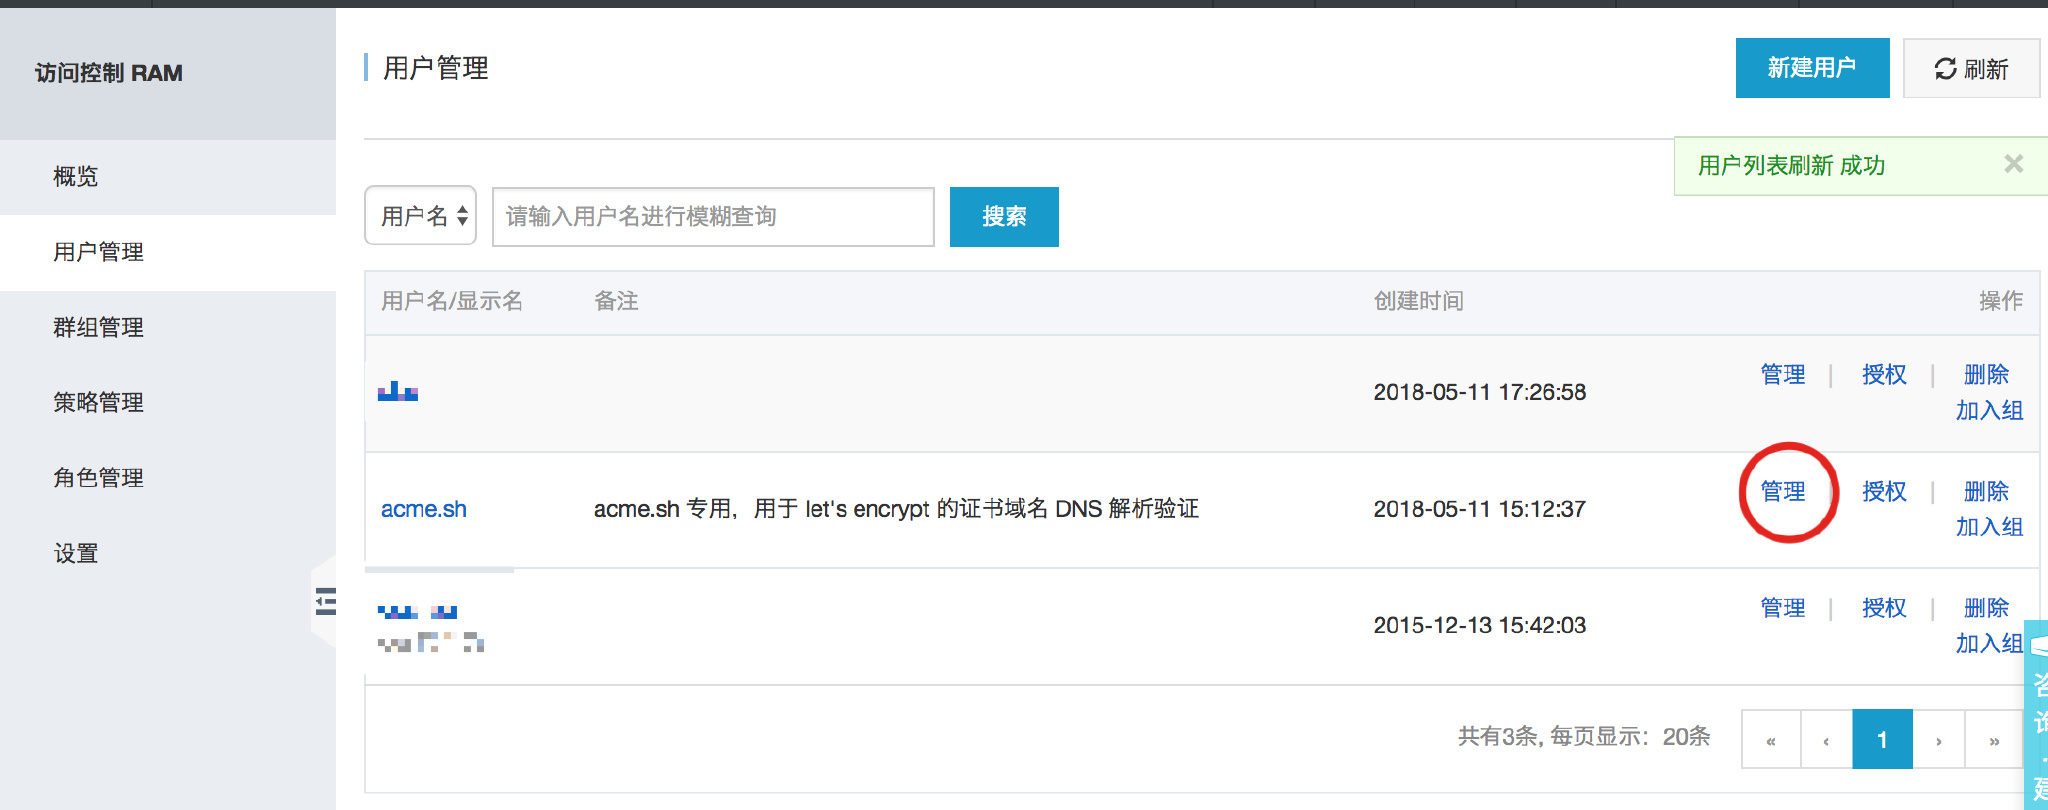 访问控制 RAM
概览
用户管理
群组管理
策略管理
角色管理
设置
用户管理
新建用户
刷新
用户列表刷新 成功
用户名
请输入用户名进行模糊查询
搜索
用户名/显示名 备注 创建时间 操作
2018-05-11 17:26:58 管理 | 授权 | 删除
加入组
acme.sh acme.sh 专用，用于 let's encrypt 的证书域名 DNS 解析验证 2018-05-11 15:12:37 管理 | 授权 | 删除
加入组
2015-12-13 15:42:03 管理 | 授权 | 删除
加入组
共有3条, 每页显示：20条 « ‹ 1 › »